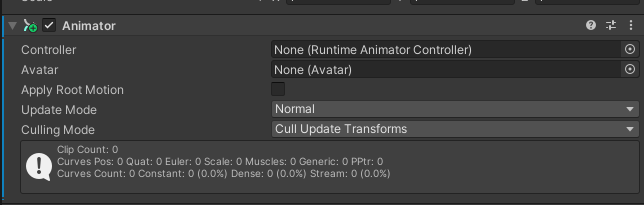 Animator
Controller
None (Runtime Animator Controller)
Avatar
None (Avatar)
Apply Root Motion
Update Mode
Normal
Culling Mode
Cull Update Transforms
Clip Count: 0
Curves Pos: 0 Quat: 0 Euler: 0 Scale: 0 Muscles: 0 Generic: 0 PPtr: 0
Curves Count: 0 Constant: 0 (0.0%) Dense: 0 (0.0%) Stream: 0 (0.0%)